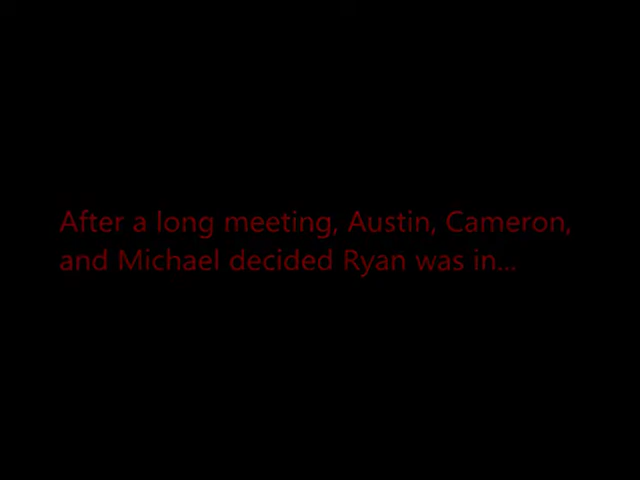 After a long meeting, Austin, Cameron,
and Michael decided Ryan was in...